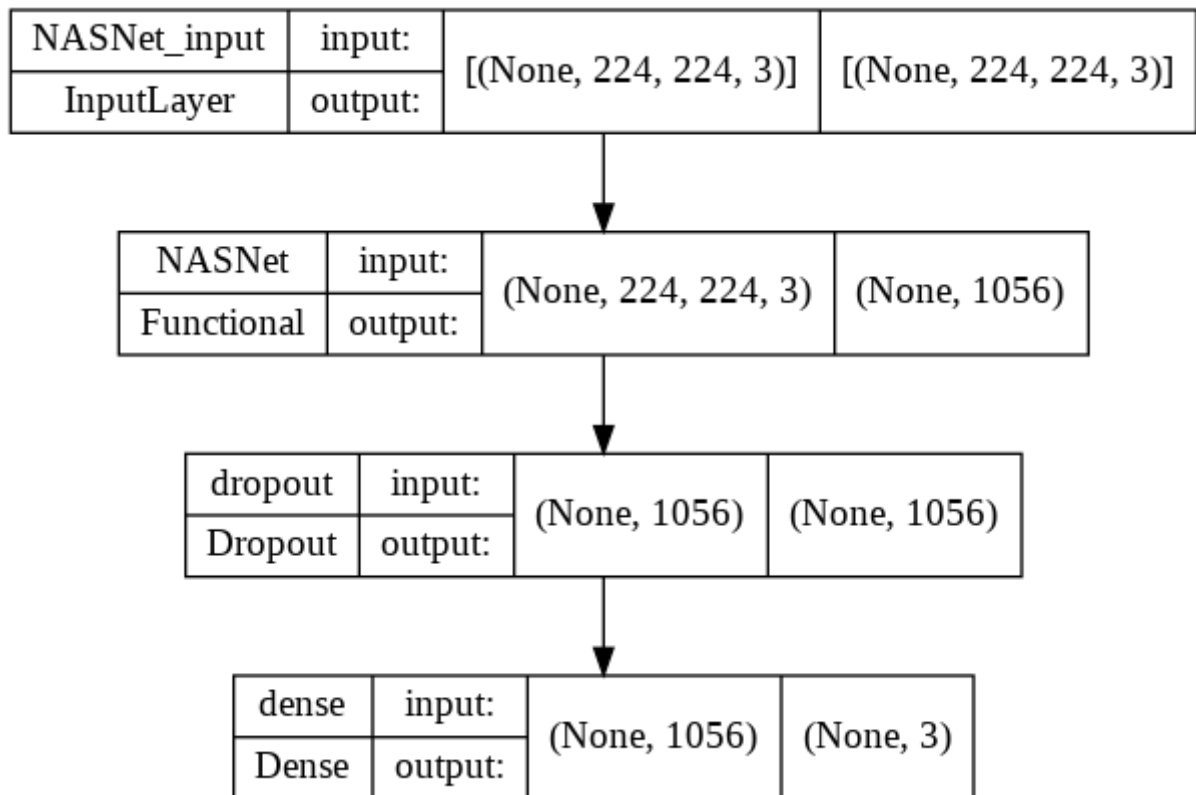 NASNet_input input: [(None, 224, 224, 3)] [(None, 224, 224, 3)]
InputLayer output:
NASNet input: (None, 224, 224, 3) (None, 1056)
Functional output:
dropout input: (None, 1056) (None, 1056)
Dropout output:
dense input: (None, 1056) (None, 3)
Dense output: